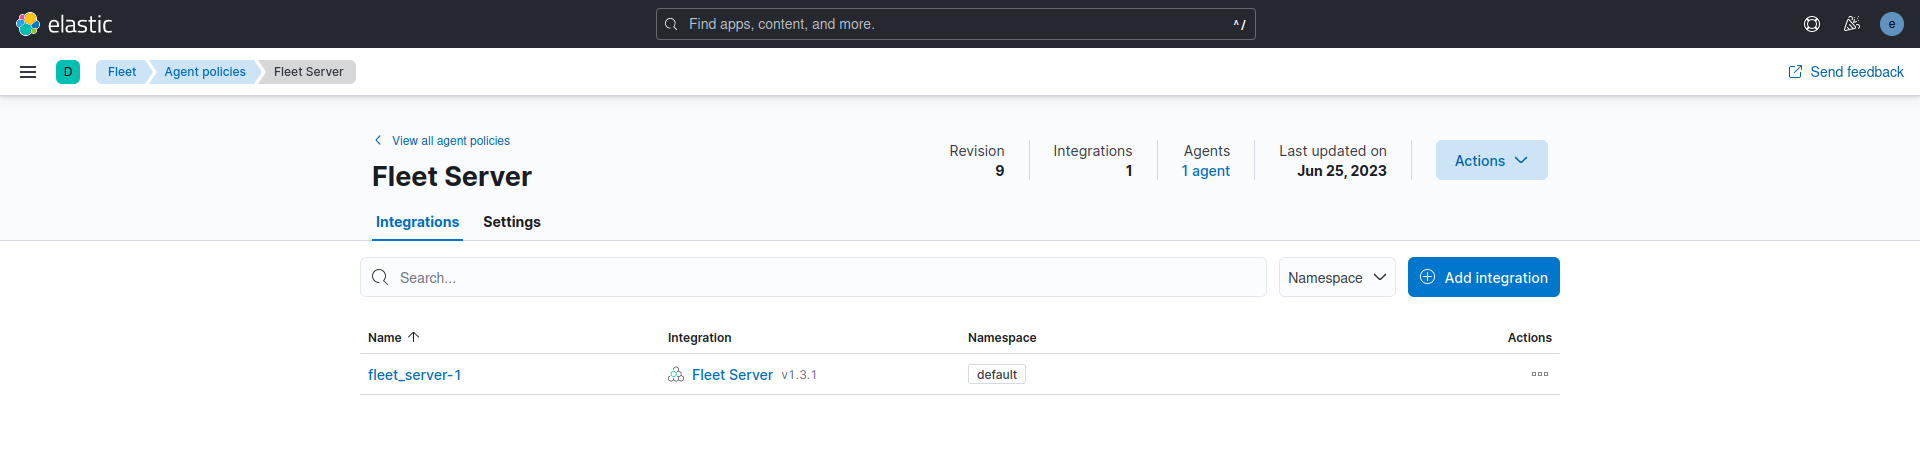 elastic
Find apps, content, and more.
^/
e
D
Fleet
Agent policies
Fleet Server
Send feedback
View all agent policies
Fleet Server
Revision
9
Integrations
1
Agents
1 agent
Last updated on
Jun 25, 2023
Actions
Integrations
Settings
Search...
Namespace
Add integration
Name
Integration
Namespace
Actions
fleet_server-1
Fleet Server v1.3.1
default